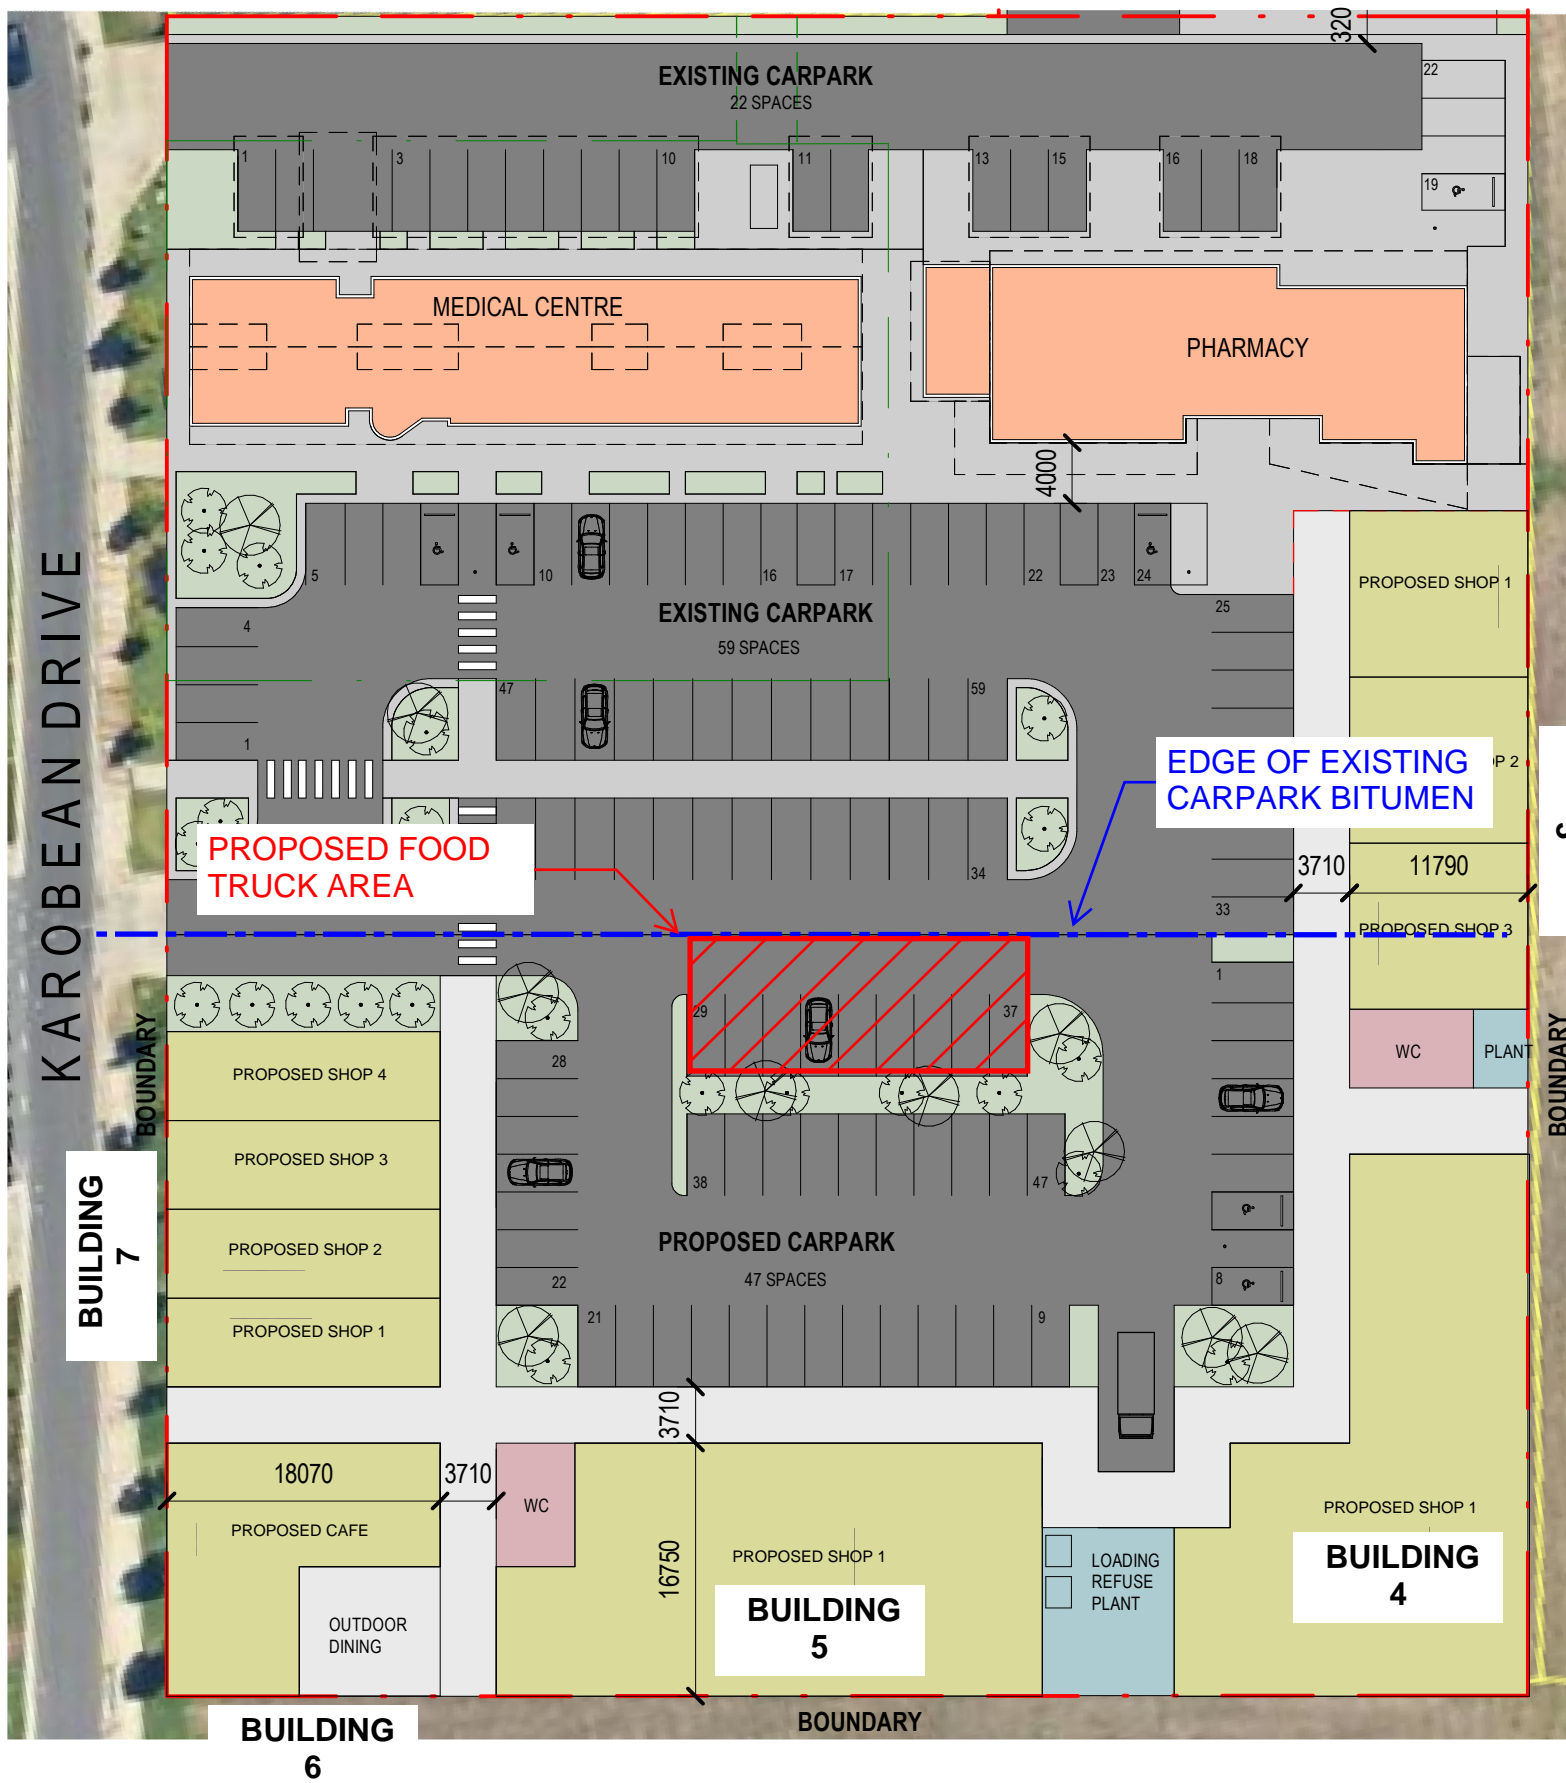 320
EXISTING CARPARK
22 SPACES
22
1
3
10
11
13
15
16
18
19
MEDICAL CENTRE
PHARMACY
4000
5
10
16
17
22
23
24
EXISTING CARPARK
59 SPACES
25
4
1
47
59
PROPOSED SHOP 1
KAROBEAN DRIVE
EDGE OF EXISTING
CARPARK BITUMEN
P 2
PROPOSED FOOD
TRUCK AREA
34
33
3710
11790
PROPOSED SHOP 3
1
29
37
BOUNDARY
28
WC
PLANT
BOUNDARY
PROPOSED SHOP 4
PROPOSED SHOP 3
PROPOSED SHOP 2
PROPOSED SHOP 1
BUILDING
7
38
47
PROPOSED CARPARK
47 SPACES
22
21
9
8
3710
18070
3710
WC
PROPOSED CAFE
OUTDOOR
DINING
16750
PROPOSED SHOP 1
BUILDING
5
LOADING
REFUSE
PLANT
PROPOSED SHOP 1
BUILDING
4
BOUNDARY
BUILDING
6